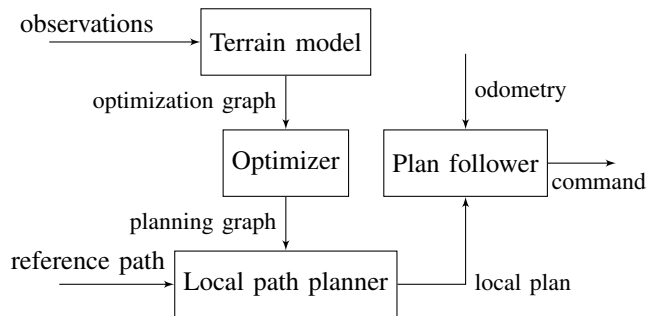 observations
Terrain model
optimization graph
odometry
Optimizer
Plan follower
command
planning graph
reference path
Local path planner
local plan